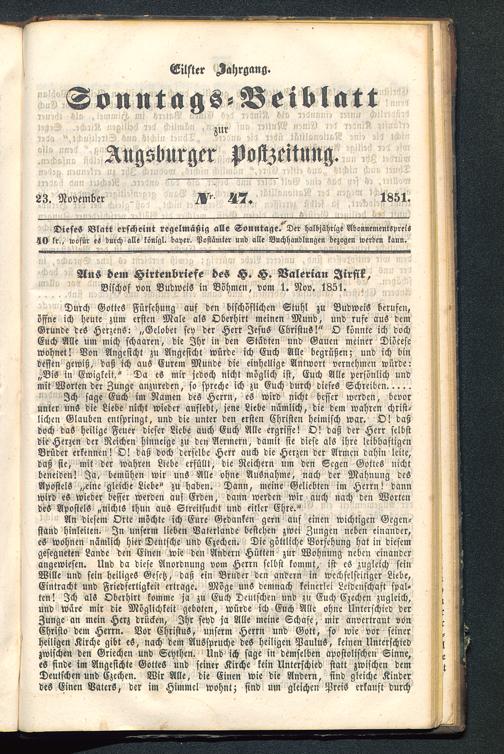 Eilfter Jahrgang.
Sonntags-Beiblatt
zur
Augsburger Postzeitung.
23. November Nr. 47. 1851.
Dieses Blatt erscheint regelmäßig alle Sonntage. Der halbjährige Abonnementspreis
40 kr., wofür es durch alle königl. bayer. Postämter und alle Buchhandlungen bezogen werden kann.
Aus dem Hirtenbriefe des H. H. Valerian Jirsik,
Bischof von Budweis in Böhmen, vom 1. Nov. 1851.
Durch Gottes Fürsehung auf den bischöflichen Stuhl zu Budweis berufen,
öffne ich heute zum ersten Male als Oberhirt meinen Mund, und rufe aus dem
Grunde des Herzens: „Gelobet sey der Herr Jesus Christus!“ O könnte ich doch
Euch Alle um mich schaaren, die Ihr in den Städten und Gauen meiner Diöcese
wohnet! Von Angesicht zu Angesicht würde ich Euch Alle begrüßen; und ich bin
dessen gewiß, daß ich aus Eurem Munde die einhellige Antwort vernehmen würde:
„Bis in Ewigkeit.“ Da es mir jedoch nicht möglich ist, Euch Alle persönlich und
mit Worten der Zunge anzureden, so spreche ich zu Euch durch dieses Schreiben.....
Ich sage Euch im Namen des Herrn, es wird nicht besser werden, bevor
unter uns die Liebe nicht wieder auflebt, jene Liebe nämlich, die dem wahren christ-
lichen Glauben entspringt, und die unter den ersten Christen heimisch war. O! daß
doch das heilige Feuer dieser Liebe auch Euch Alle ergriffe! O! daß der Herr selbst
die Herzen der Reichen hinneige zu den Aermern, damit sie diese als ihre leibhaftigen
Brüder erkennen! O! daß doch derselbe Herr auch die Herzen der Armen dahin leite,
daß sie, mit der wahren Liebe erfüllt, die Reichern um den Segen Gottes nicht
beneiden! Ja, bemühen wir uns Alle ohne Ausnahme, nach der Mahnung des
Apostels „eine gleiche Liebe“ zu haben. Dann, meine Geliebten im Herrn! dann
wird es wieder besser werden auf Erden, dann werden wir auch nach den Worten
des Apostels „nichts thun aus Streitsucht und eitler Ehre.“
An diesem Orte möchte ich Eure Gedanken gern auf einen wichtigen Gegen-
stand hinleiten. In unserm lieben Vaterlande bestehen zwei Zungen neben einander,
es wohnen nämlich hier Deutsche und Czechen. Die göttliche Vorsehung hat in diesem
gesegneten Lande den Einen wie den Andern Hütten zur Wohnung neben einander
angewiesen. Und da diese Anordnung vom Herrn selbst kommt, ist es zugleich sein
Wille und sein heiliges Gesetz, daß ein Bruder den andern in wechselseitiger Liebe,
Eintracht und Friedfertigkeit ertrage. Möge uns demnach keinerlei Leidenschaft spal-
ten! Ich als Oberhirt komme ja zu Euch Deutschen und zu Euch Czechen zugleich,
und wäre mir die Möglichkeit geboten, würde ich Euch Alle ohne Unterschied der
Zunge an mein Herz drücken, Ihr seyd ja Alle meine Schafe, mir anvertraut von
Christo dem Herrn. Vor Christus, unserm Herrn und Gott, so wie vor seiner
heiligen Kirche gibt es, nach dem Ausspruche des heiligen Paulus, keinen Unterschied
zwischen den Griechen und Scythen. Und ich sage in demselben apostolischen Sinne,
es finde im Angesichte Gottes und seiner Kirche kein Unterschied statt zwischen dem
Deutschen und Czechen. Wir Alle, die Einen wie die Andern, sind gleiche Kinder
des Einen Vaters, der im Himmel wohnt; sind um gleichen Preis erkauft durch